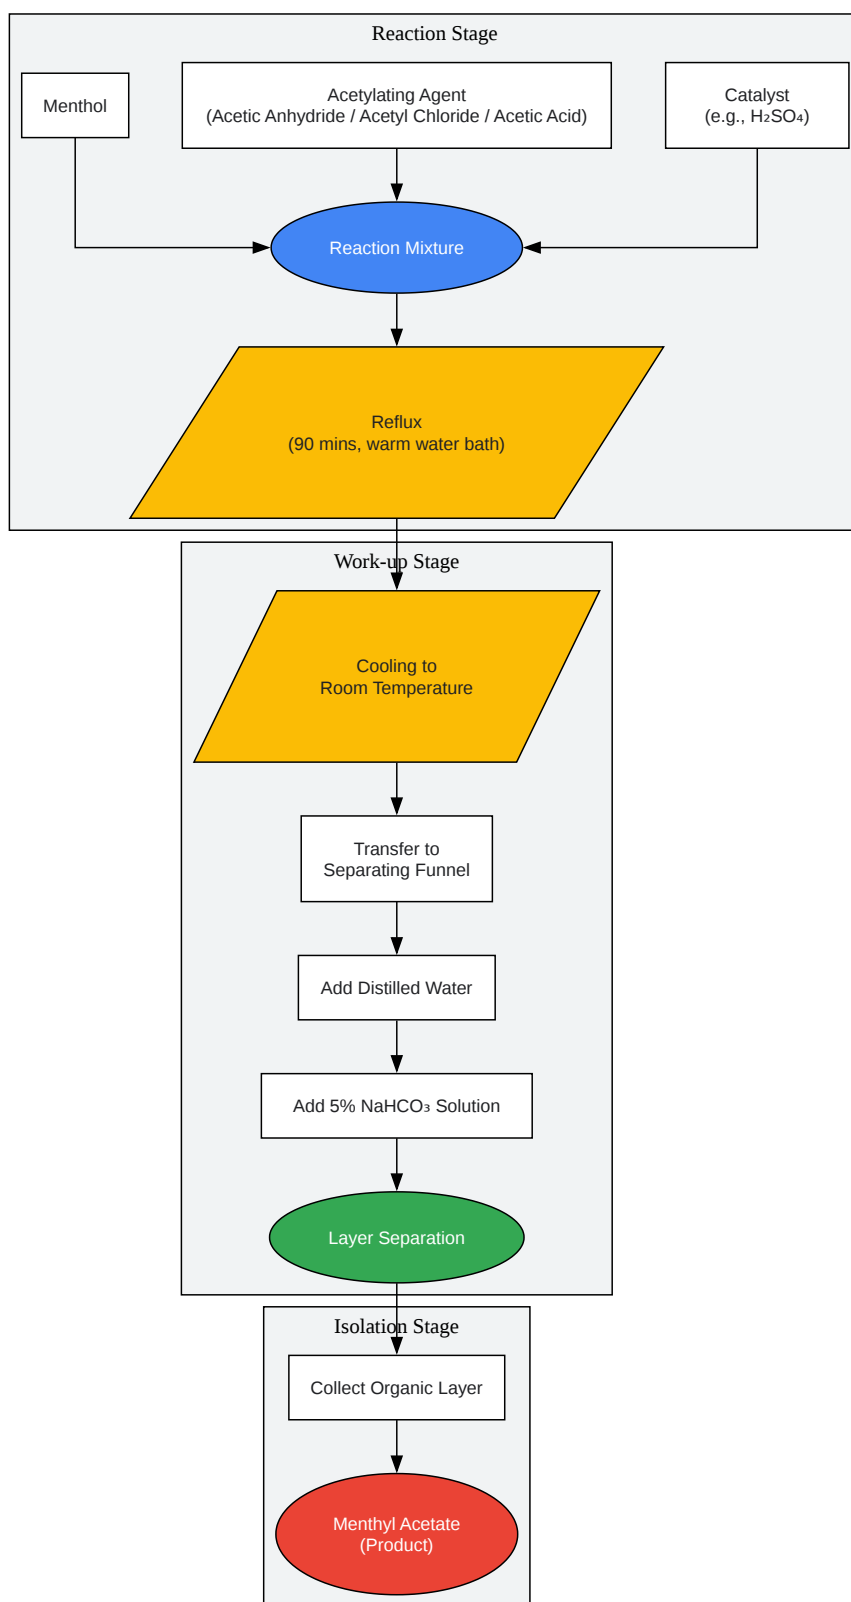 Reaction Stage
Menthol
Acetylating Agent
(Acetic Anhydride / Acetyl Chloride / Acetic Acid)
Catalyst
(e.g., H₂SO₄)
Reaction Mixture
Reflux
(90 mins, warm water bath)
Work-up Stage
Cooling to
Room Temperature
Transfer to
Separating Funnel
Add Distilled Water
Add 5% NaHCO₃ Solution
Layer Separation
Isolation Stage
Collect Organic Layer
Menthyl Acetate
(Product)